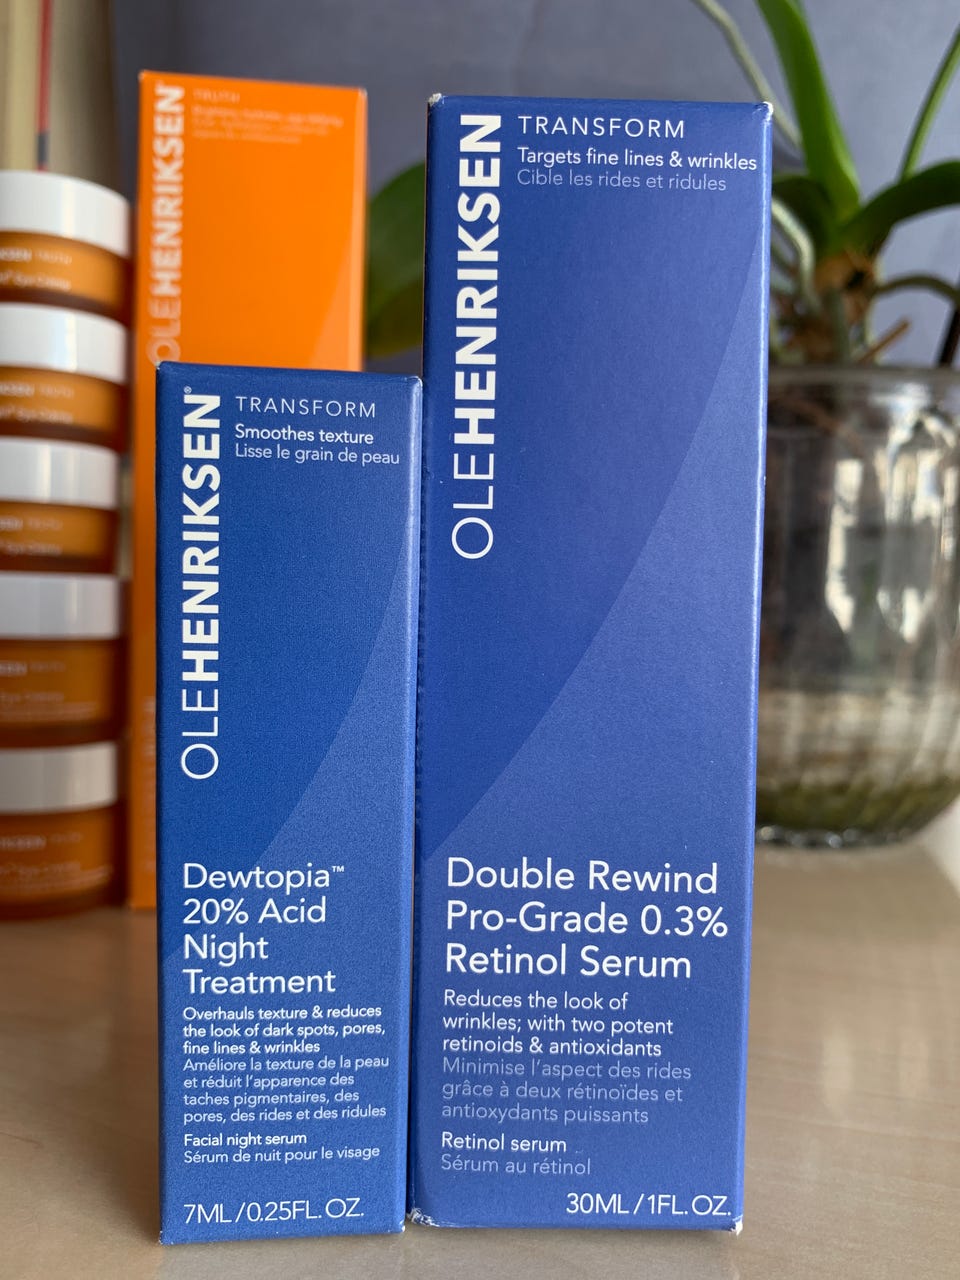 OLEHENRIKSEN®
TRANSFORM
Smoothes texture
Lisse le grain de peau
Dewtopia™
20% Acid
Night
Treatment
Overhauls texture & reduces
the look of dark spots, pores,
fine lines & wrinkles
Améliore la texture de la peau
et réduit l'apparence des
taches pigmentaires, des
pores, des rides et des ridules
Facial night serum
Sérum de nuit pour le visage
7ML/0.25FL. OZ.
OLEHENRIKSEN
TRANSFORM
Targets fine lines & wrinkles
Cible les rides et ridules
Double Rewind
Pro-Grade 0.3%
Retinol Serum
Reduces the look of
wrinkles; with two potent
retinoids & antioxidants
Minimise l'aspect des rides
grâce à deux rétinoïdes et
antioxydants puissants
Retinol serum
Sérum au rétinol
30ML/1FL. OZ.
OLEHENRIKSEN
TRUTH